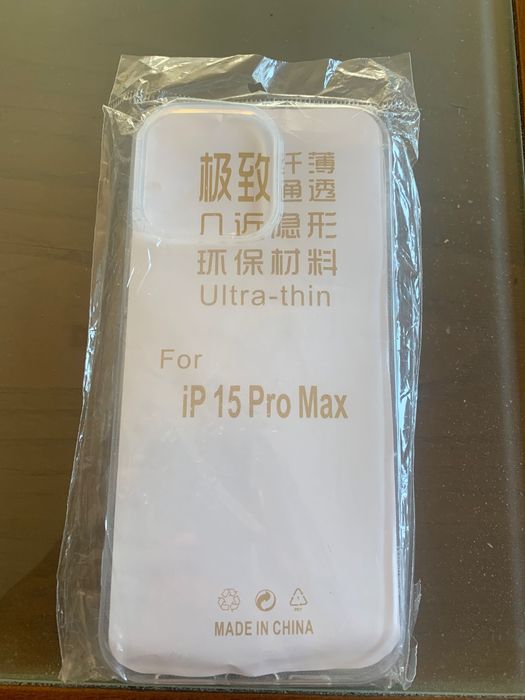 极致 纤薄
通透
几近隐形
环保材料
Ultra-thin
For
iP 15 Pro Max
MADE IN CHINA